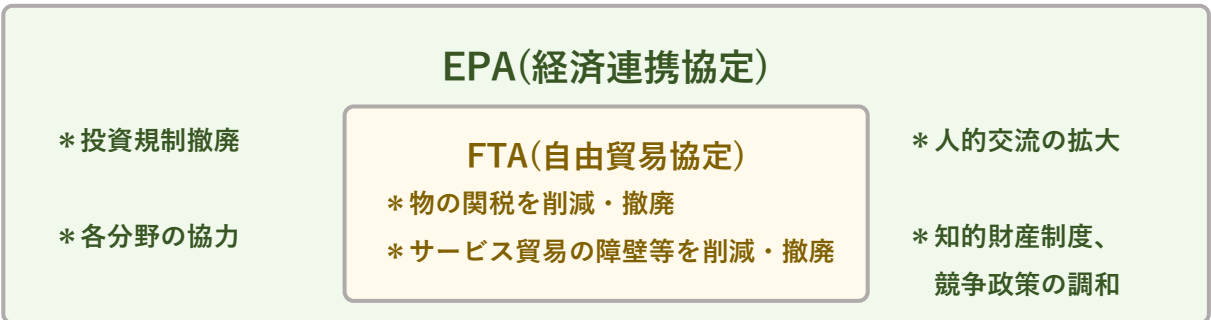 EPA(経済連携協定)
＊投資規制撤廃
＊各分野の協力
FTA(自由貿易協定)
＊物の関税を削減・撤廃
＊サービス貿易の障壁等を削減・撤廃
＊人的交流の拡大
＊知的財産制度、
競争政策の調和